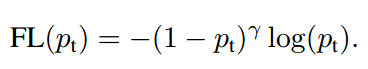 FL(pₜ) = −(1 − pₜ)ᵞ log(pₜ).